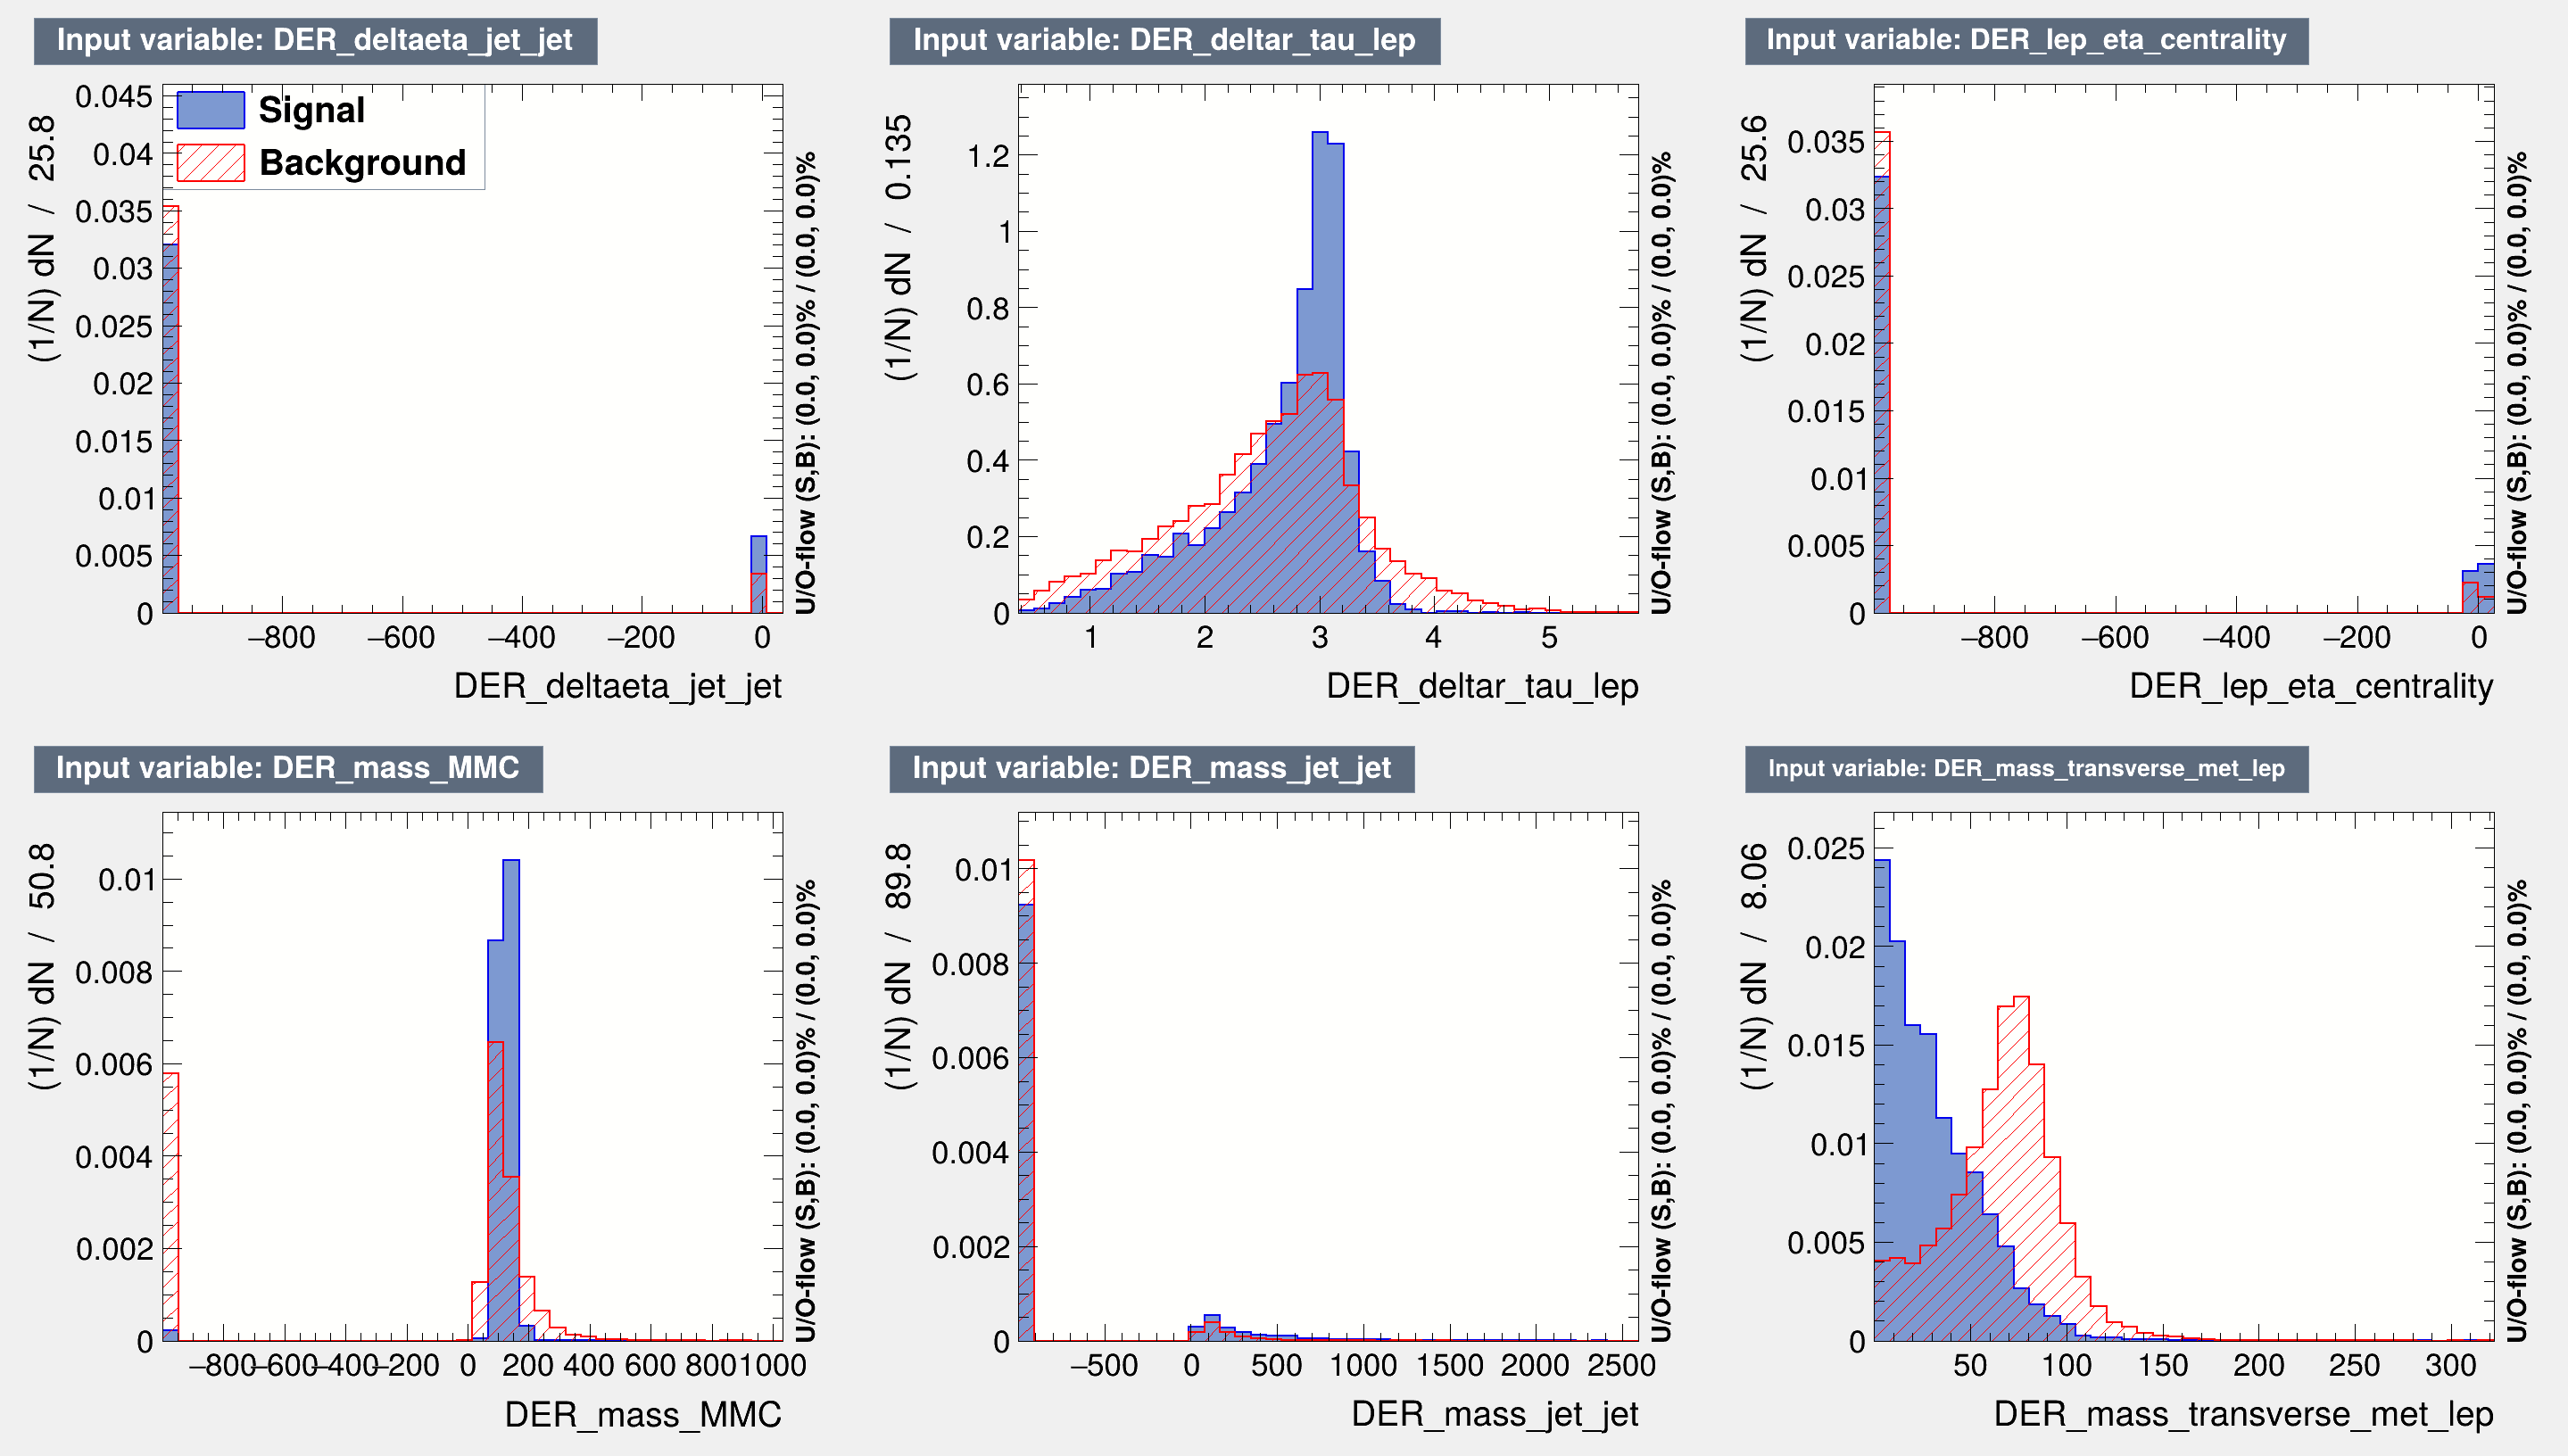 Input variable: DER_deltaeta_jet_jet
Signal
Background
(1/N) dN / 25.8
0.045
0.04
0.035
0.03
0.025
0.02
0.015
0.01
0.005
0
−800 −600 −400 −200 0
DER_deltaeta_jet_jet
U/O-flow (S,B): (0.0, 0.0)% / (0.0, 0.0)%
Input variable: DER_deltar_tau_lep
(1/N) dN / 0.135
1.2
1
0.8
0.6
0.4
0.2
0
1 2 3 4 5
DER_deltar_tau_lep
U/O-flow (S,B): (0.0, 0.0)% / (0.0, 0.0)%
Input variable: DER_lep_eta_centrality
(1/N) dN / 25.6
0.035
0.03
0.025
0.02
0.015
0.01
0.005
0
−800 −600 −400 −200 0
DER_lep_eta_centrality
U/O-flow (S,B): (0.0, 0.0)% / (0.0, 0.0)%
Input variable: DER_mass_MMC
(1/N) dN / 50.8
0.01
0.008
0.006
0.004
0.002
0
−800 −600 −400 −200 0 200 400 600 800 1000
DER_mass_MMC
U/O-flow (S,B): (0.0, 0.0)% / (0.0, 0.0)%
Input variable: DER_mass_jet_jet
(1/N) dN / 89.8
0.01
0.008
0.006
0.004
0.002
0
−500 0 500 1000 1500 2000 2500
DER_mass_jet_jet
U/O-flow (S,B): (0.0, 0.0)% / (0.0, 0.0)%
Input variable: DER_mass_transverse_met_lep
(1/N) dN / 8.06
0.025
0.02
0.015
0.01
0.005
0
50 100 150 200 250 300
DER_mass_transverse_met_lep
U/O-flow (S,B): (0.0, 0.0)% / (0.0, 0.0)%